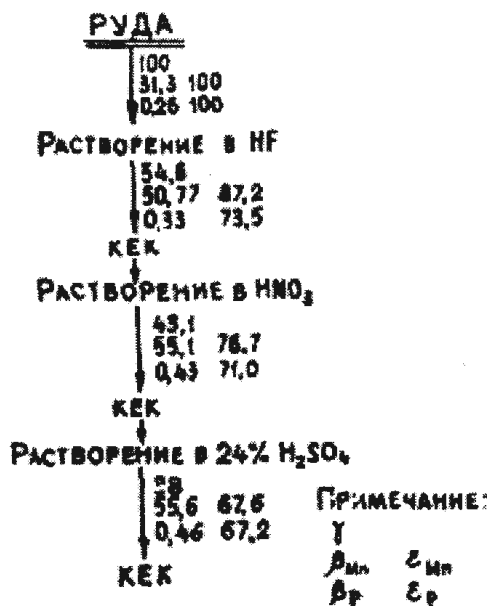 РУДА
100
31,3 100
0,26 100
РАСТВОРЕНИЕ В HF
54,8
50,77 87,2
0,33 73,5
КЕК
РАСТВОРЕНИЕ В HNO₃
43,1
55,1 76,7
0,43 71,0
КЕК
РАСТВОРЕНИЕ В 24% H₂SO₄
55,6 67,6
0,46 67,2
КЕК
ПРИМЕЧАНИЕ:
γ
βMn εMn
βP εP